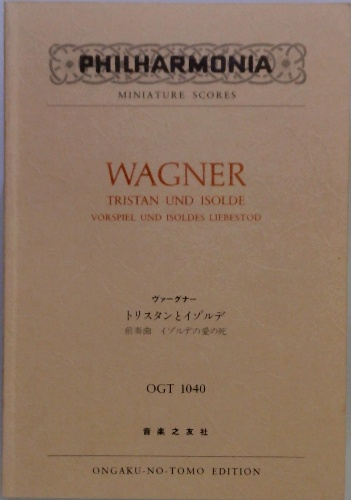 PHILHARMONIA
MINIATURE SCORES
WAGNER
TRISTAN UND ISOLDE
VORSPIEL UND ISOLDES LIEBESTOD
ヴァーグナー
トリスタンとイゾルデ
前奏曲 イゾルデの愛の死
OGT 1040
音楽之友社
ONGAKU-NO-TOMO EDITION